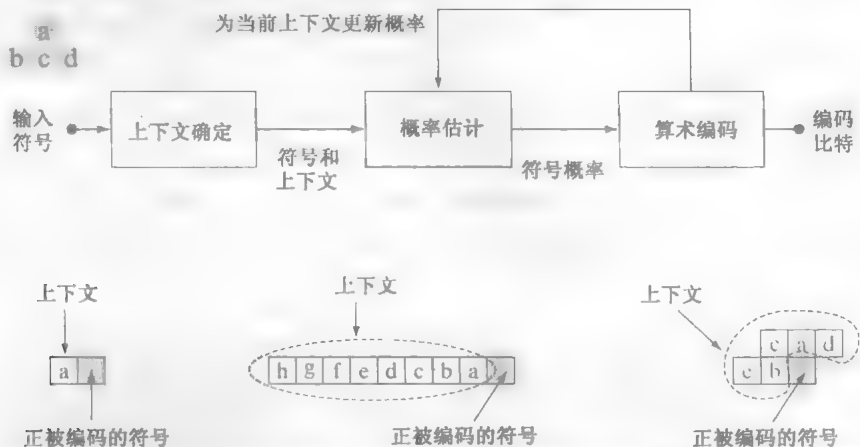 为当前上下文更新概率
a
b c d
输入
符号
上下文确定
符号和
上下文
概率估计
符号概率
算术编码
编码
比特
上下文
a
正被编码的符号
上下文
h g f e d c b a
正被编码的符号
上下文
c a d
c b
正被编码的符号